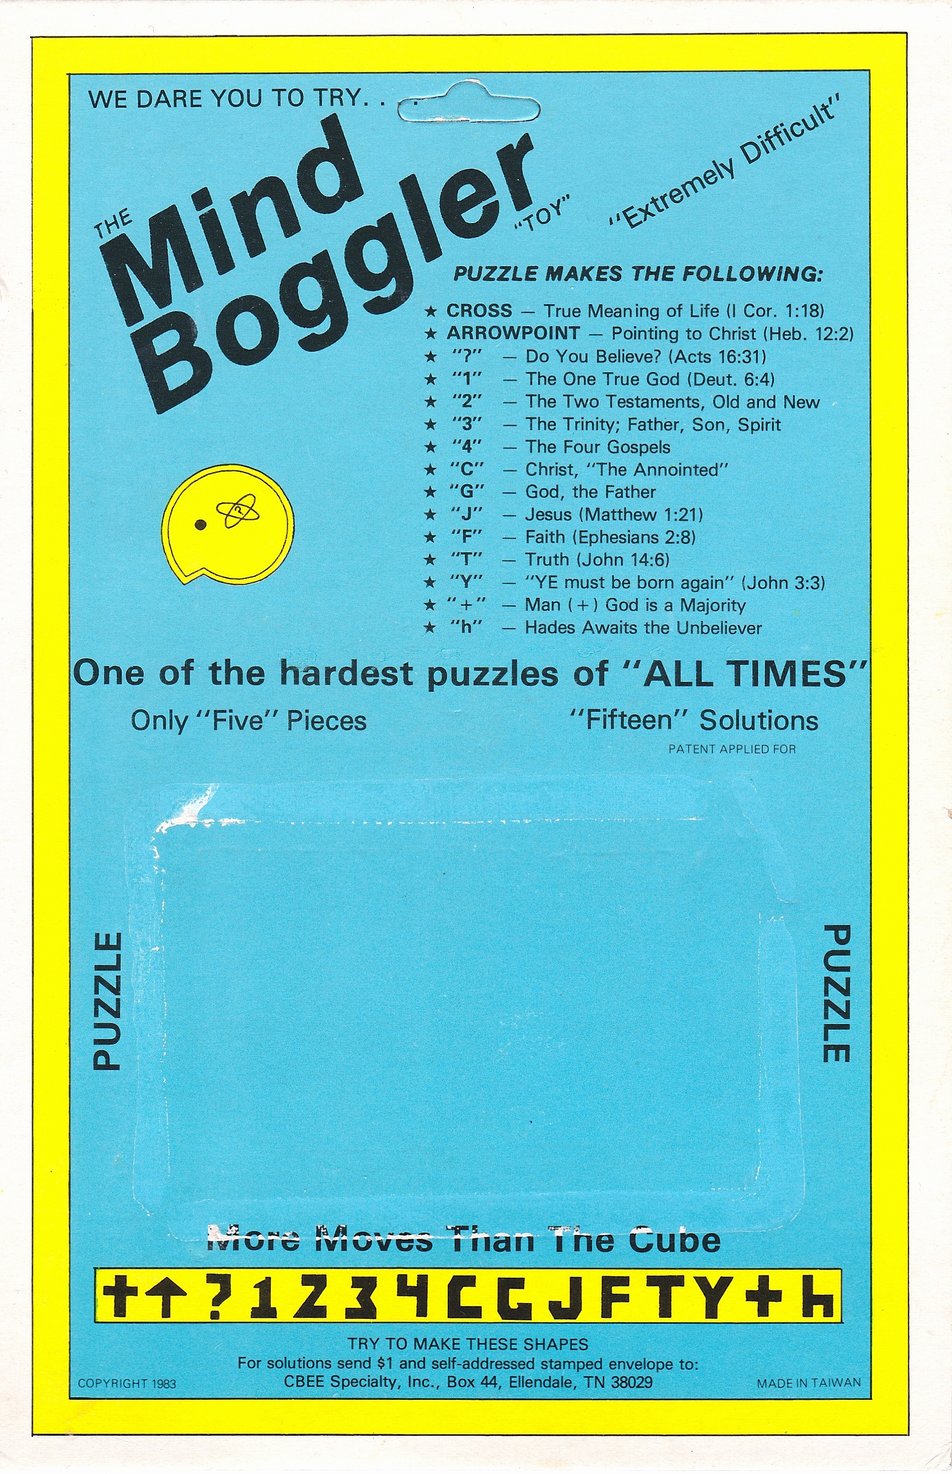 WE DARE YOU TO TRY. . . .
THE
Mind
Boggler
"TOY"
"Extremely Difficult"
PUZZLE MAKES THE FOLLOWING:
★ CROSS — True Meaning of Life (I Cor. 1:18)
★ ARROWPOINT — Pointing to Christ (Heb. 12:2)
★ "?" — Do You Believe? (Acts 16:31)
★ "1" — The One True God (Deut. 6:4)
★ "2" — The Two Testaments, Old and New
★ "3" — The Trinity; Father, Son, Spirit
★ "4" — The Four Gospels
★ "C" — Christ, "The Annointed"
★ "G" — God, the Father
★ "J" — Jesus (Matthew 1:21)
★ "F" — Faith (Ephesians 2:8)
★ "T" — Truth (John 14:6)
★ "Y" — "YE must be born again" (John 3:3)
★ "+" — Man (+) God is a Majority
★ "h" — Hades Awaits the Unbeliever
?
One of the hardest puzzles of "ALL TIMES"
Only "Five" Pieces
"Fifteen" Solutions
PATENT APPLIED FOR
PUZZLE
PUZZLE
More Moves Than The Cube
✝↑?1234CGJFTY+h
TRY TO MAKE THESE SHAPES
For solutions send $1 and self-addressed stamped envelope to:
CBEE Specialty, Inc., Box 44, Ellendale, TN 38029
COPYRIGHT 1983
MADE IN TAIWAN